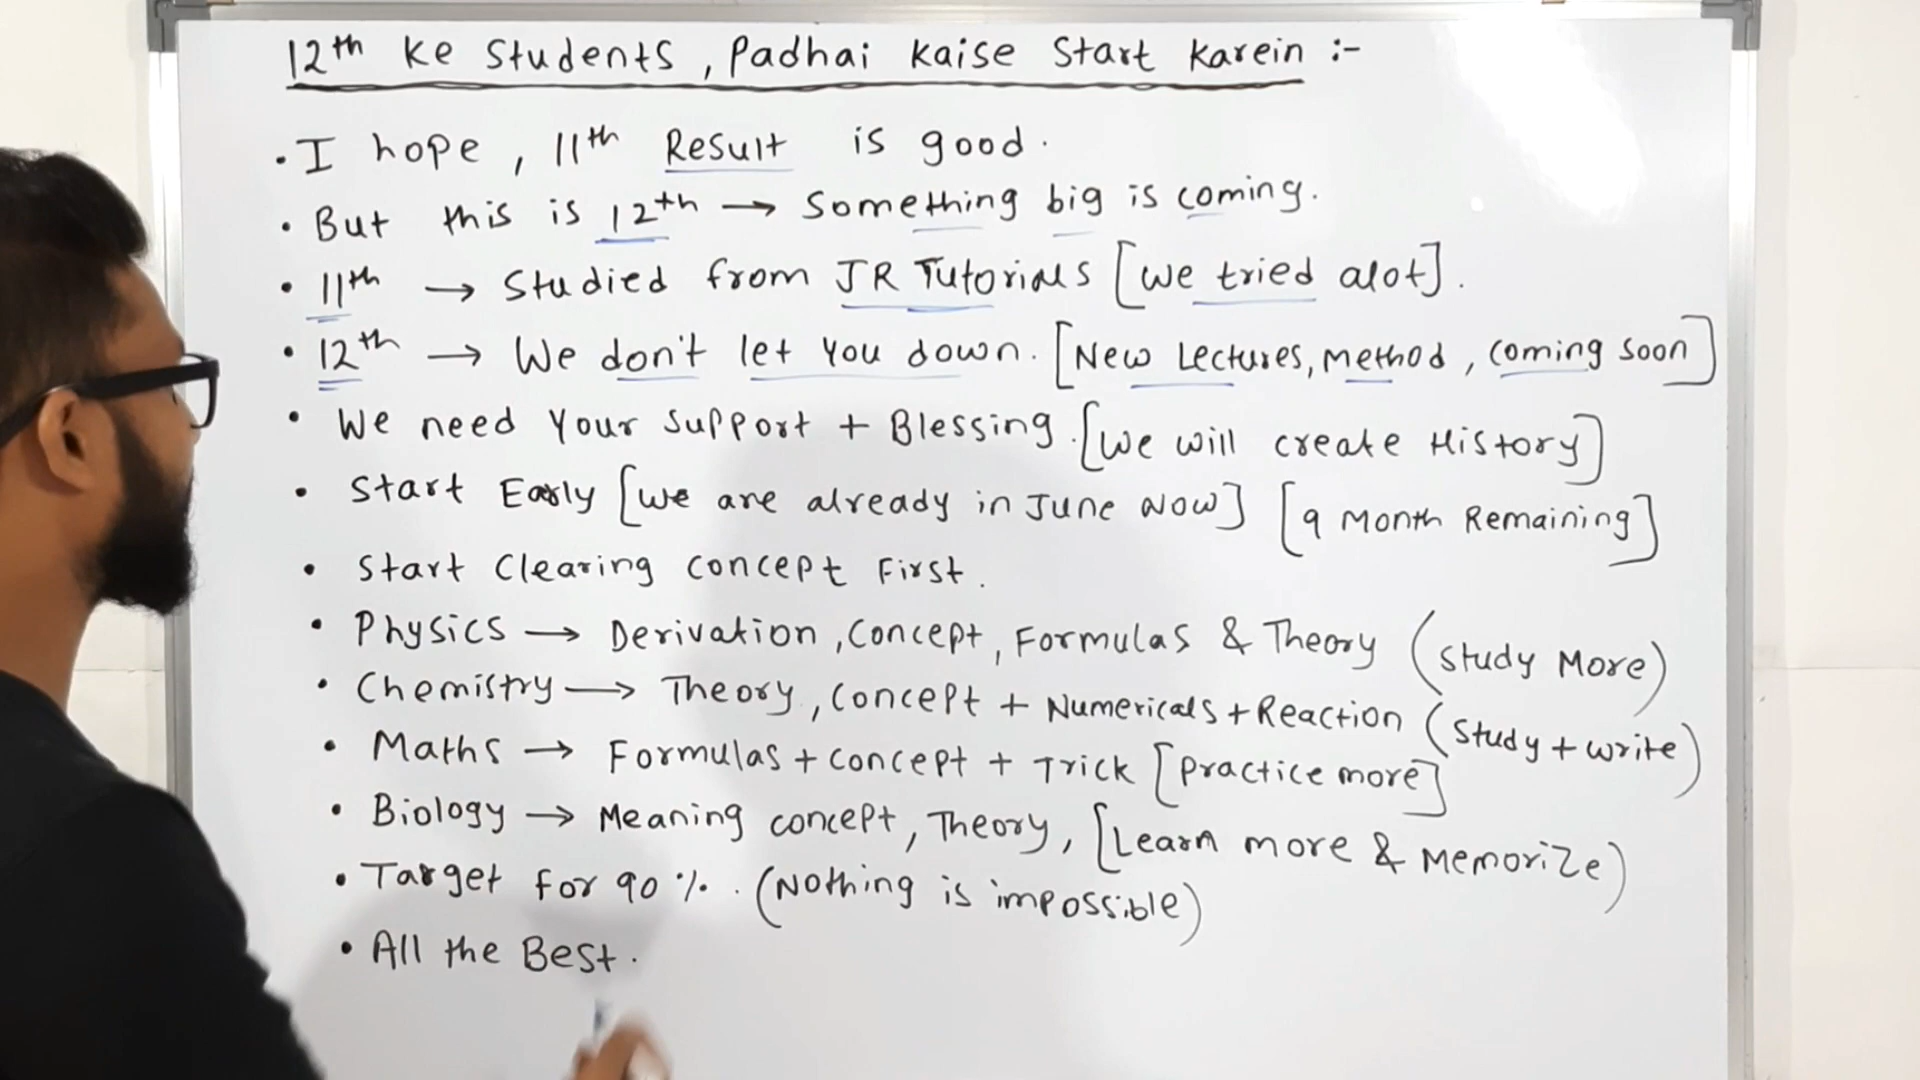 12th Ke Students, Padhai Kaise Start Karein :-
• I hope, 11th Result is good.
• But this is 12th → Something big is coming.
• 11th → Studied from JR Tutorials [We tried alot].
• 12th → We don't let You down. [New Lectures, Method, Coming Soon]
• We need Your Support + Blessing. [We will create History]
• Start Early [We are already in June Now] [9 Month Remaining]
• Start Clearing Concept First.
• Physics → Derivation, Concept, Formulas & Theory (Study More)
• Chemistry → Theory, Concept + Numericals + Reaction (Study + Write)
• Maths → Formulas + Concept + Trick [Practice more]
• Biology → Meaning concept, Theory, [Learn more & Memorize)
• Target for 90 %. (Nothing is impossible)
• All the Best.